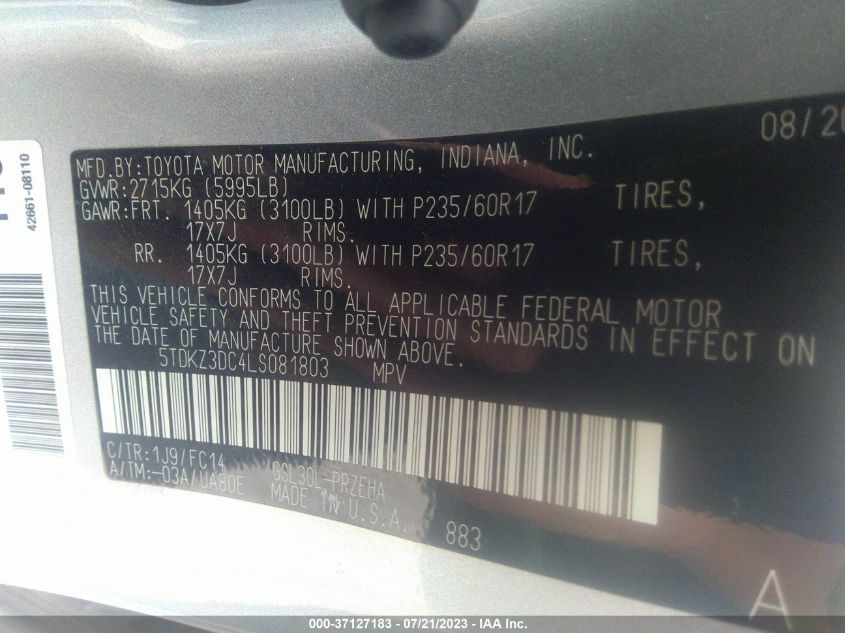 42661-08110
08/20
MFD.BY:TOYOTA MOTOR MANUFACTURING, INDIANA, INC.
GVWR:2715KG (5995LB)
GAWR:FRT. 1405KG (3100LB) WITH P235/60R17 TIRES,
17X7J RIMS.
RR. 1405KG (3100LB) WITH P235/60R17 TIRES,
17X7J RIMS.
THIS VEHICLE CONFORMS TO ALL APPLICABLE FEDERAL MOTOR
VEHICLE SAFETY AND THEFT PREVENTION STANDARDS IN EFFECT ON
THE DATE OF MANUFACTURE SHOWN ABOVE.
5TDKZ3DC4LS081803 MPV
C/TR:1J9/FC14
A/TM:-03A/UA80E GSL30L-PRZEHA
MADE IN U.S.A.
883
A
000-37127183 - 07/21/2023 - IAA Inc.